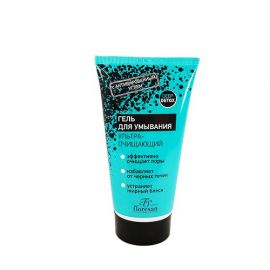 с активированным
углем
DEEP
DETOX
ГЕЛЬ
ДЛЯ УМЫВАНИЯ
УЛЬТРА-
ОЧИЩАЮЩИЙ
эффективно
очищает поры
избавляет
от черных точек
устраняет
жирный блеск
floresan